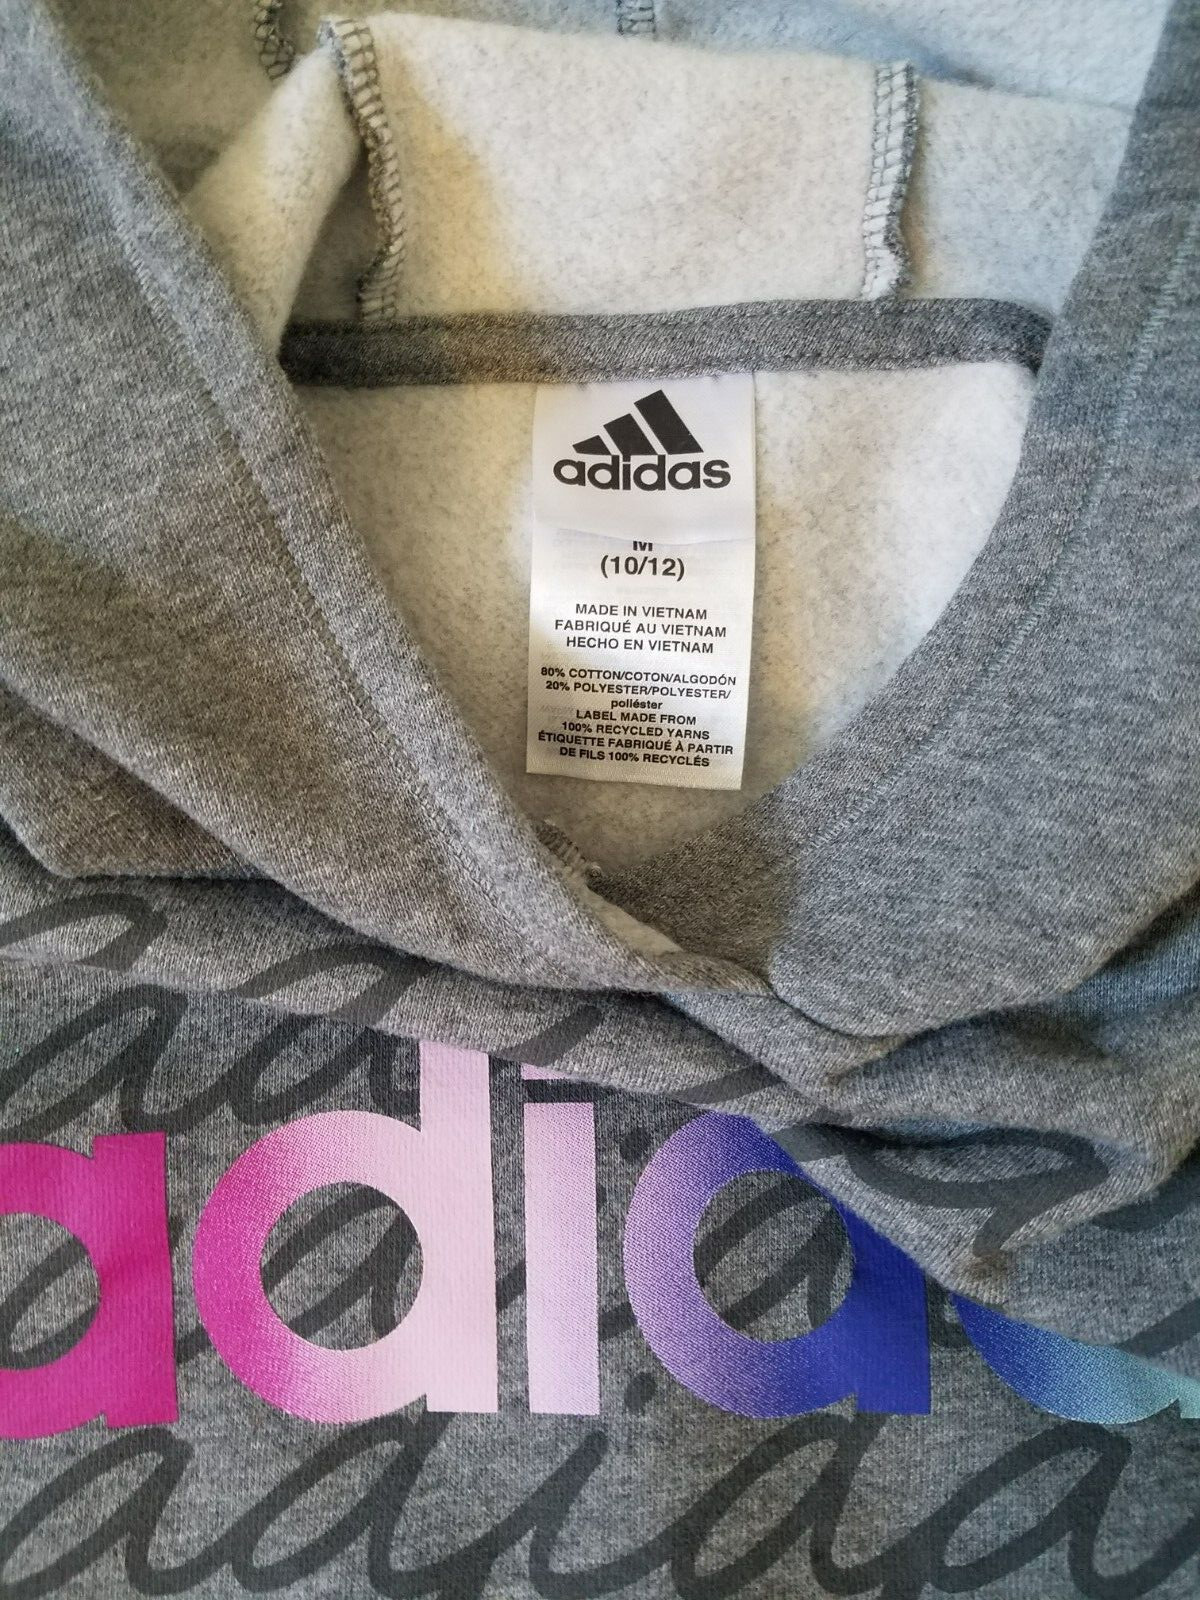 adidas
M
(10/12)
MADE IN VIETNAM
FABRIQUÉ AU VIETNAM
HECHO EN VIETNAM
80% COTTON/COTON/ALGODÓN
20% POLYESTER/POLYESTER/
poliéster
LABEL MADE FROM
100% RECYCLED YARNS
ÉTIQUETTE FABRIQUÉ À PARTIR
DE FILS 100% RECYCLÉS
adida